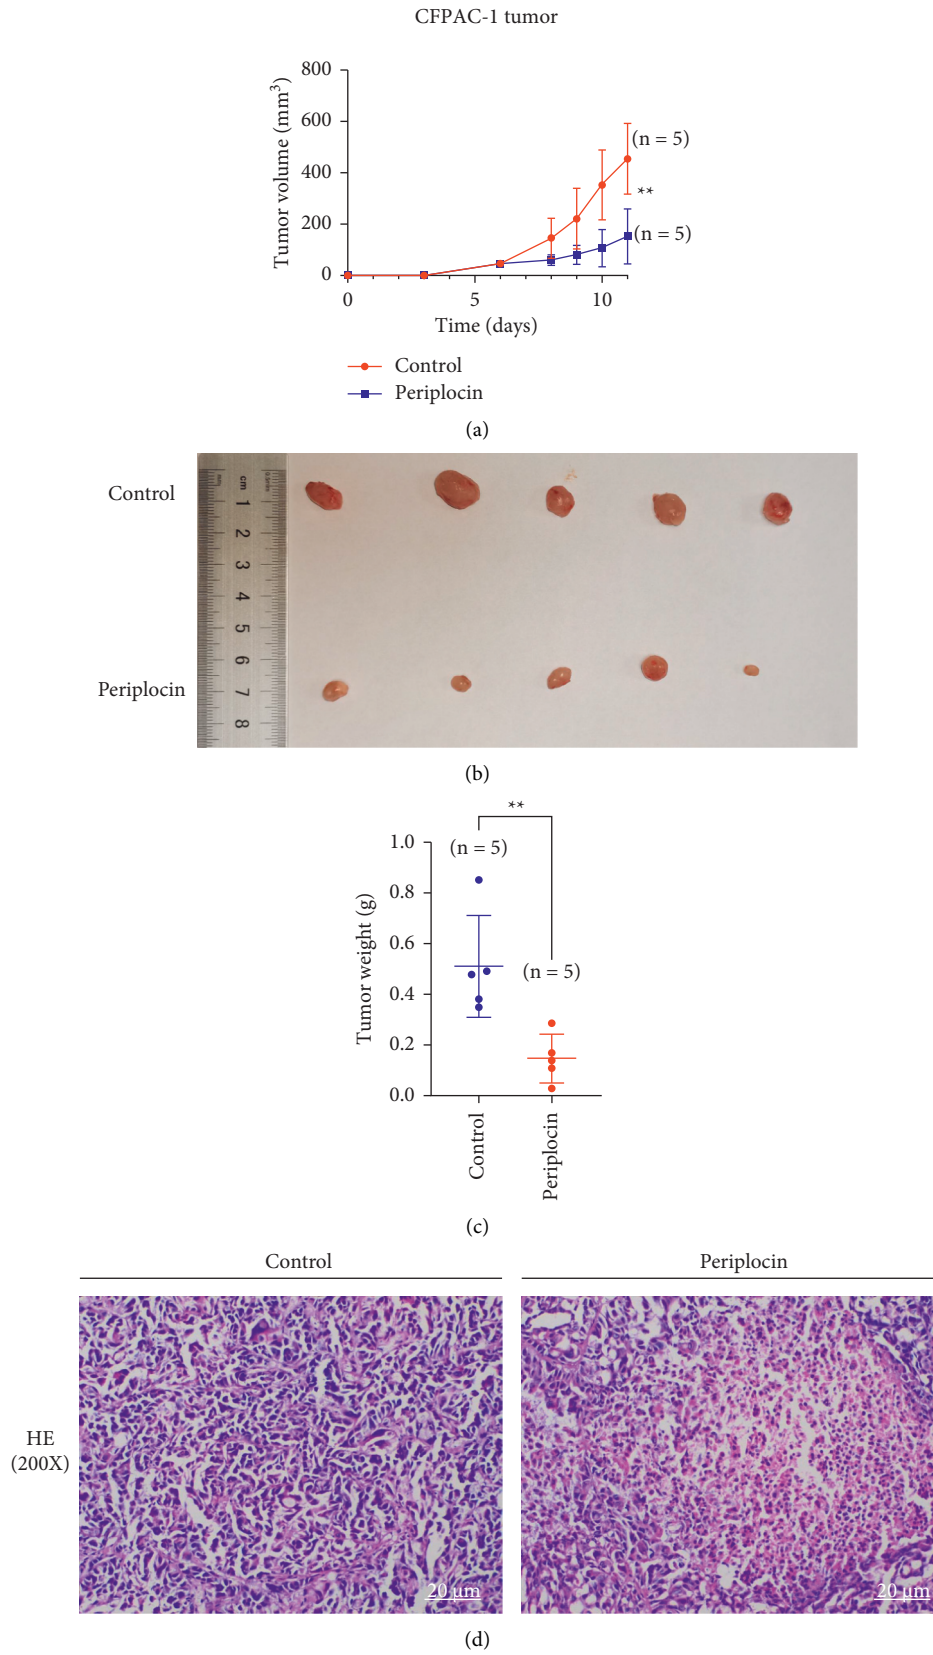 CFPAC-1 tumor
800
600
400
200
0
Tumor volume (mm³)
(n = 5)
**
(n = 5)
0
5
10
Time (days)
Control
Periplocin
(a)
Control
Periplocin
cm
1
2
3
4
5
6
7
8
(b)
**
1.0
0.8
0.6
0.4
0.2
0.0
Tumor weight (g)
(n = 5)
(n = 5)
Control
Periplocin
(c)
Control
Periplocin
HE
(200X)
20 μm
20 μm
(d)